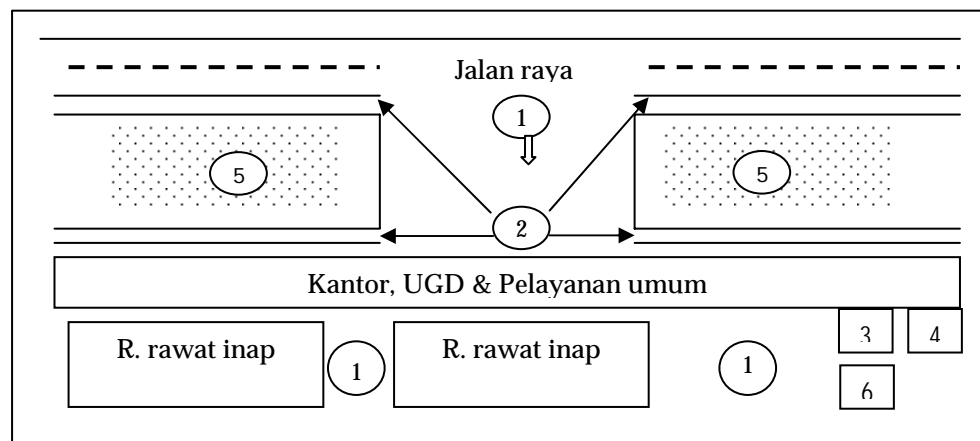 Jalan raya
1
5
5
2
Kantor, UGD & Pelayanan umum
3
4
R. rawat inap
R. rawat inap
1
1
6